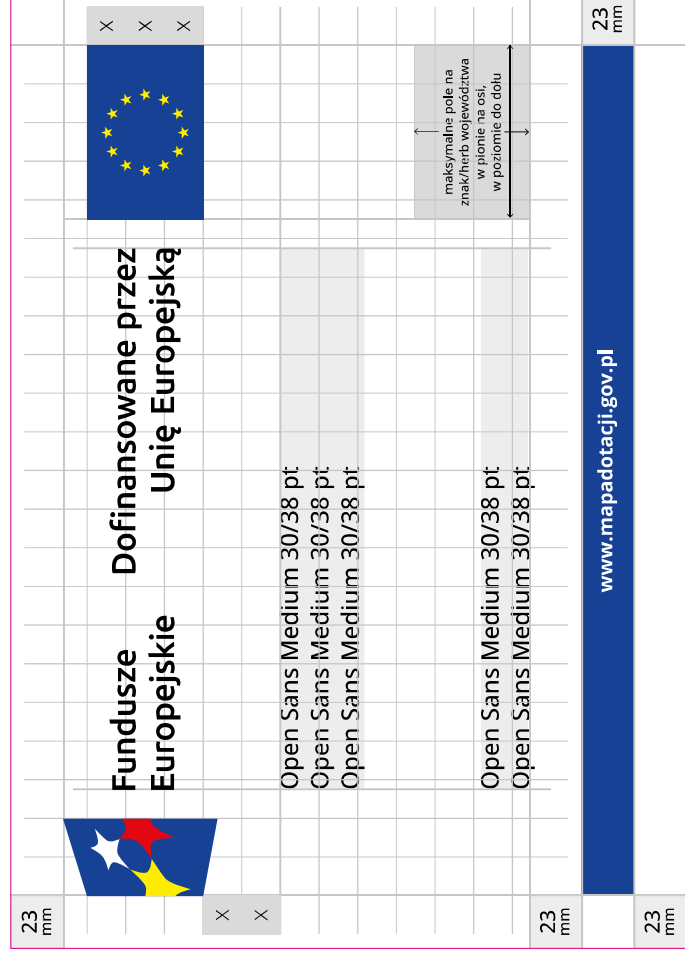 Fundusze
Europejskie
Dofinansowane przez
Unię Europejską
X
X
X
X
X
Open Sans Medium 30/38 pt.
Open Sans Medium 30/38 pt.
Open Sans Medium 30/38 pt
Open Sans Medium 30/38 pt
Open Sans Medium 30/38 pt
maksymalne pole na
znak/herb województwa
w pionie na osi,
w poziomie do dołu
www.mapadotacji.gov.pl
23
mm
23
mm
23
mm
23
mm